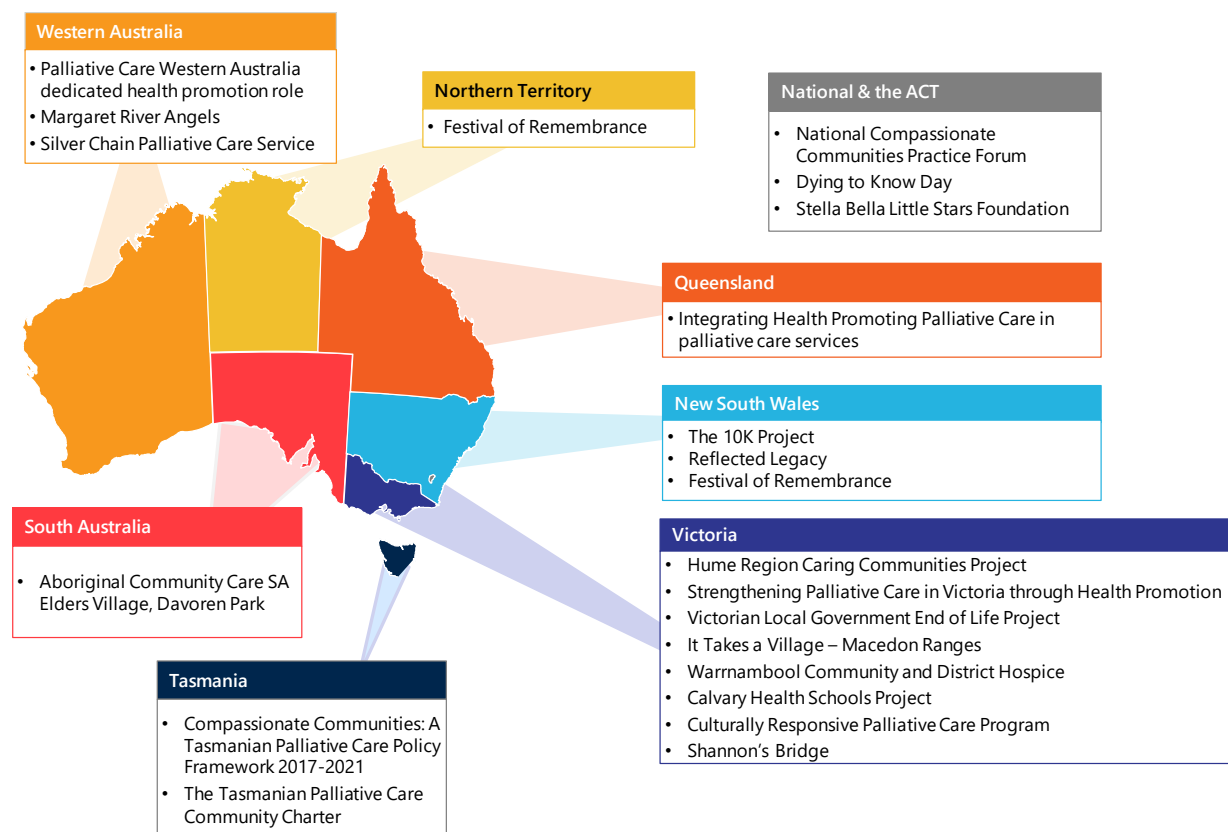 Western Australia
• Palliative Care Western Australia
dedicated health promotion role
• Margaret River Angels
• Silver Chain Palliative Care Service
Northern Territory
• Festival of Remembrance
National & the ACT
• National Compassionate
Communities Practice Forum
• Dying to Know Day
• Stella Bella Little Stars Foundation
Queensland
• Integrating Health Promoting Palliative Care in
palliative care services
New South Wales
• The 10K Project
• Reflected Legacy
• Festival of Remembrance
South Australia
• Aboriginal Community Care SA
Elders Village, Davoren Park
Victoria
• Hume Region Caring Communities Project
• Strengthening Palliative Care in Victoria through Health Promotion
• Victorian Local Government End of Life Project
• It Takes a Village – Macedon Ranges
• Warrnambool Community and District Hospice
• Calvary Health Schools Project
• Culturally Responsive Palliative Care Program
• Shannon's Bridge
Tasmania
• Compassionate Communities: A
Tasmanian Palliative Care Policy
Framework 2017-2021
• The Tasmanian Palliative Care
Community Charter